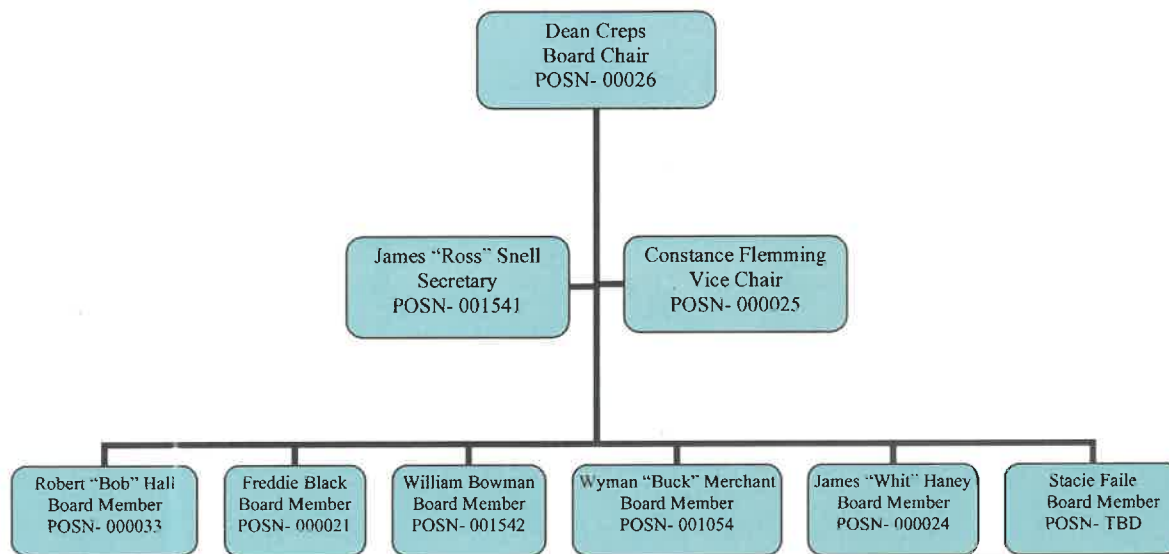 Dean Creps
Board Chair
POSN- 00026
James “Ross” Snell
Secretary
POSN- 001541
Constance Flemming
Vice Chair
POSN- 000025
Robert “Bob” Hall
Board Member
POSN- 000033
Freddie Black
Board Member
POSN- 000021
William Bowman
Board Member
POSN- 001542
Wyman “Buck” Merchant
Board Member
POSN- 001054
James “Whit” Haney
Board Member
POSN- 000024
Stacie Faile
Board Member
POSN- TBD